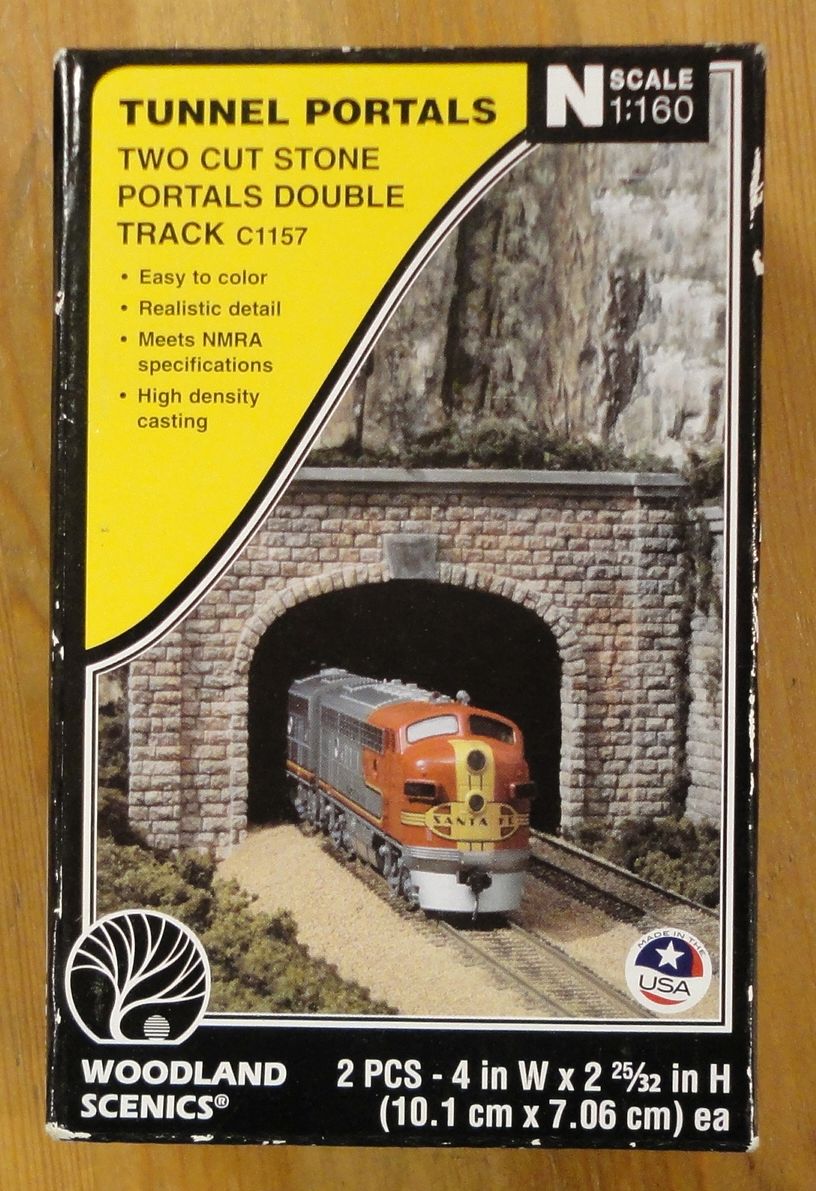 TUNNEL PORTALS
TWO CUT STONE
PORTALS DOUBLE
TRACK C1157
• Easy to color
• Realistic detail
• Meets NMRA
specifications
• High density
casting
N SCALE
1:160
SANTA FE
MADE IN THE
USA
WOODLAND
SCENICS®
2 PCS - 4 in W x 2 25/32 in H
(10.1 cm x 7.06 cm) ea